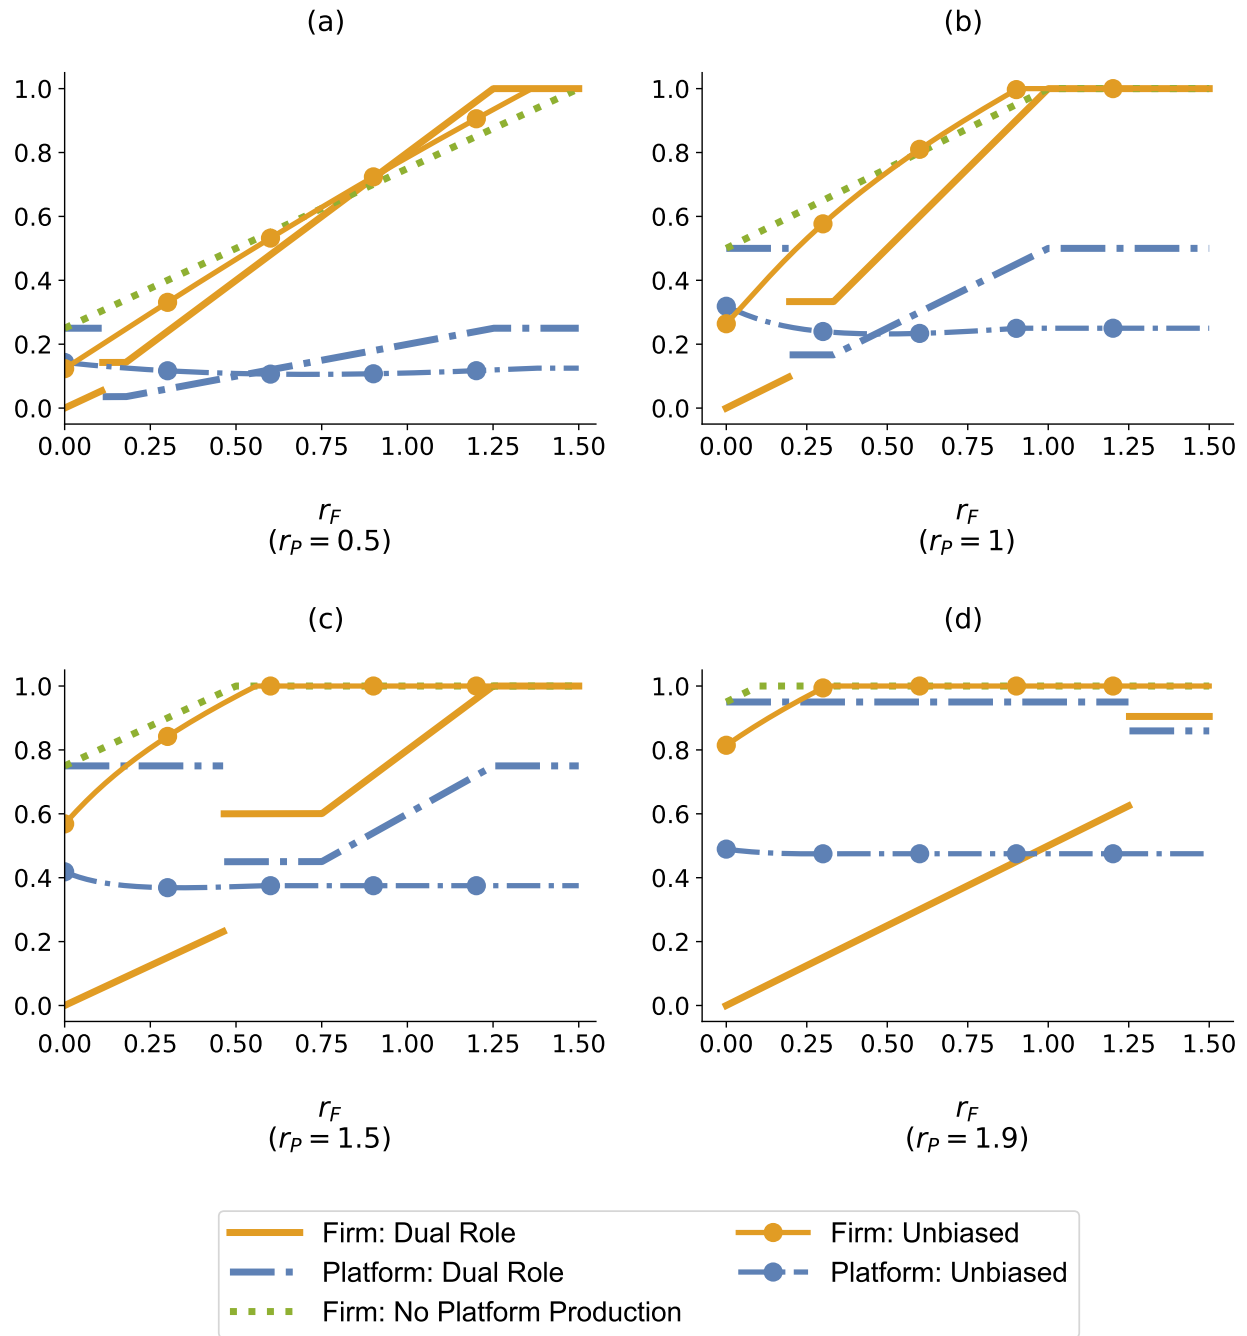 (a)
1.0
0.8
0.6
0.4
0.2
0.0
0.00 0.25 0.50 0.75 1.00 1.25 1.50
r_F
(r_P = 0.5)
(b)
1.0
0.8
0.6
0.4
0.2
0.0
0.00 0.25 0.50 0.75 1.00 1.25 1.50
r_F
(r_P = 1)
(c)
1.0
0.8
0.6
0.4
0.2
0.0
0.00 0.25 0.50 0.75 1.00 1.25 1.50
r_F
(r_P = 1.5)
(d)
1.0
0.8
0.6
0.4
0.2
0.0
0.00 0.25 0.50 0.75 1.00 1.25 1.50
r_F
(r_P = 1.9)
Firm: Dual Role
Platform: Dual Role
Firm: No Platform Production
Firm: Unbiased
Platform: Unbiased